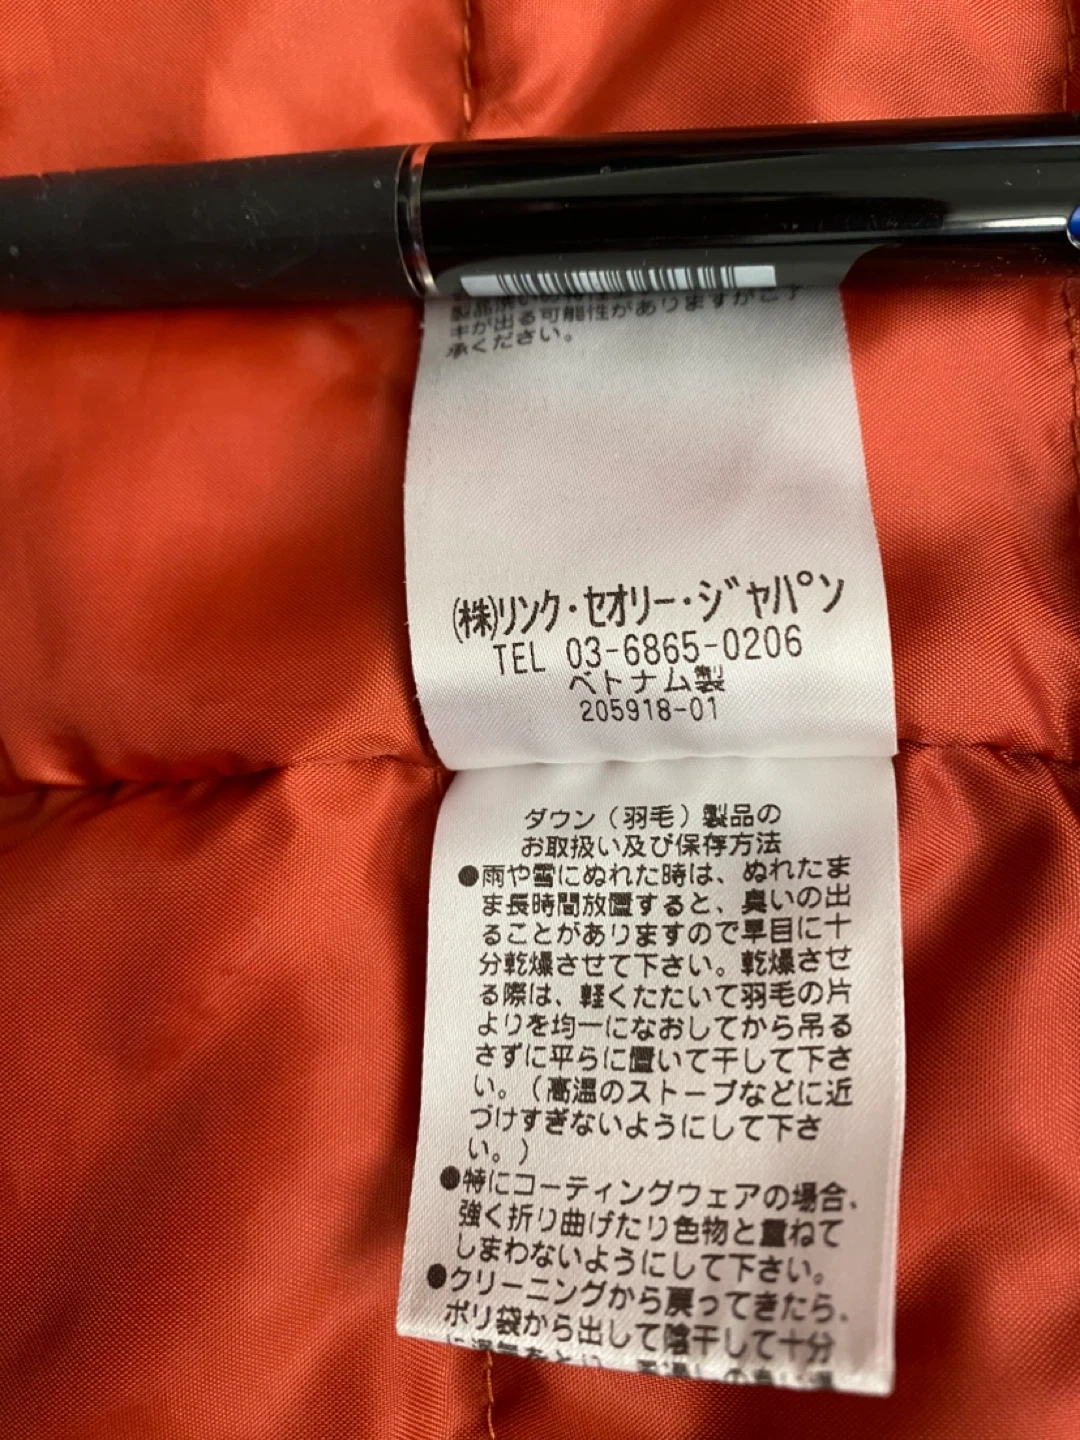 キが出る可能性がありますがご了
承ください。
㈱リンク・セオリー・ジャパン
TEL 03-6865-0206
ベトナム製
205918-01
ダウン（羽毛）製品の
お取扱い及び保存方法
●雨や雪にぬれた時は、ぬれたま
ま長時間放置すると、臭いの出
ることがありますので早目に十
分乾燥させて下さい。乾燥させ
る際は、軽くたたいて羽毛の片
よりを均一になおしてから吊る
さずに平らに置いて干して下さ
い。（高温のストーブなどに近
づけすぎないようにして下さ
い。）
●特にコーティングウェアの場合、
強く折り曲げたり色物と重ねて
しまわないようにして下さい。
●クリーニングから戻ってきたら、
ポリ袋から出して陰干して十分
に湿気をとり、